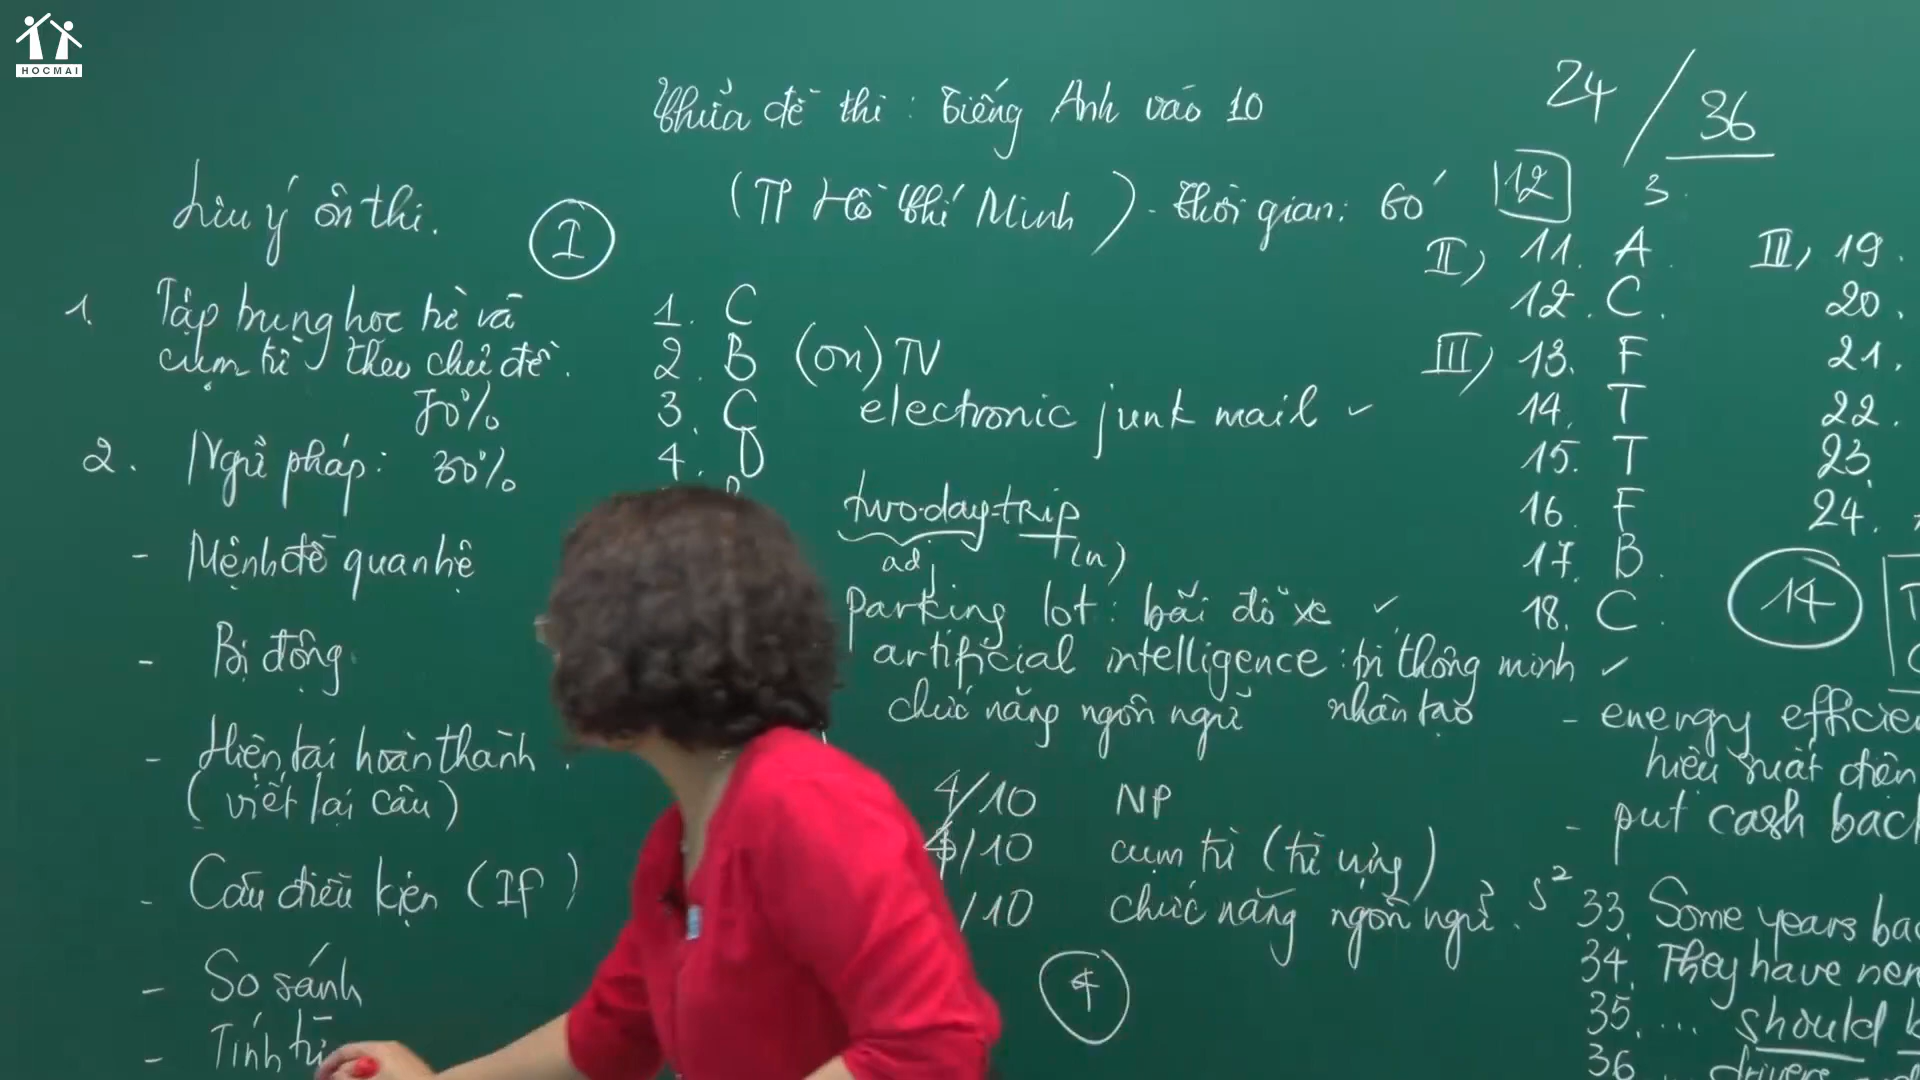 HOCMAI
Chữa đề thi: Tiếng Anh vào 10
(TP Hồ Chí Minh). Thời gian: 60'
24 / 36
12
3.
Lưu ý ôn thi.
1. Tập trung học từ và
cụm từ theo chủ đề.
70%
2. Ngữ pháp: 30%
- Mệnh đề quan hệ
- Bị động
- Hiện tại hoàn thành.
(viết lại câu)
- Câu điều kiện (If)
- So sánh
- Tính từ
I
1. C
2. B (on) TV
3. C electronic junk mail ✓
4. D
two-day-trip
adj (n)
parking lot: bãi đỗ xe ✓
artificial intelligence: trí thông minh ✓
nhân tạo
chức năng ngôn ngữ
4/10 NP
/10 cụm từ (từ vựng)
/10 chức năng ngôn ngữ.
4
II) 11. A.
12. C.
III) 13. F
14. T
15. T
16. F
17. B.
18. C.
III) 19.
20.
21.
22.
23.
24.
14
- energy efficie
hiệu suất điện
- put cash back
S²
33. Some years
34. They have
35. ... should
36. drivers